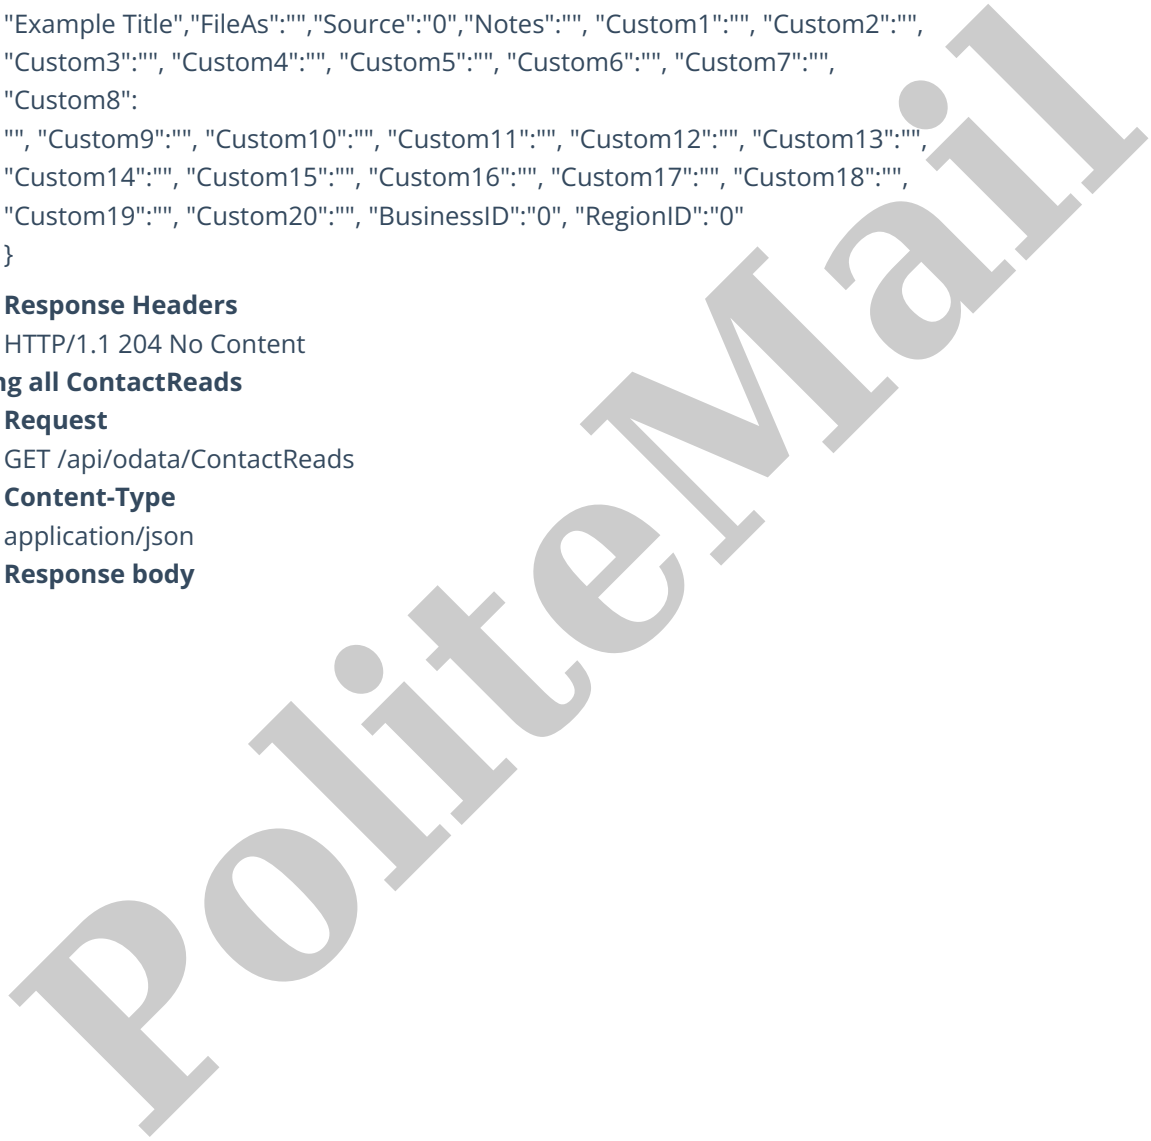 "Example Title","FileAs":"","Source":"0","Notes":"", "Custom1":"", "Custom2":"",
"Custom3":"", "Custom4":"", "Custom5":"", "Custom6":"", "Custom7":"",
"Custom8":
"", "Custom9":"", "Custom10":"", "Custom11":"", "Custom12":"", "Custom13":"",
"Custom14":"", "Custom15":"", "Custom16":"", "Custom17":"", "Custom18":"",
"Custom19":"", "Custom20":"", "BusinessID":"0", "RegionID":"0"
}
Response Headers
HTTP/1.1 204 No Content
ng all ContactReads
Request
GET /api/odata/ContactReads
Content-Type
application/json
Response body
PoliteMail